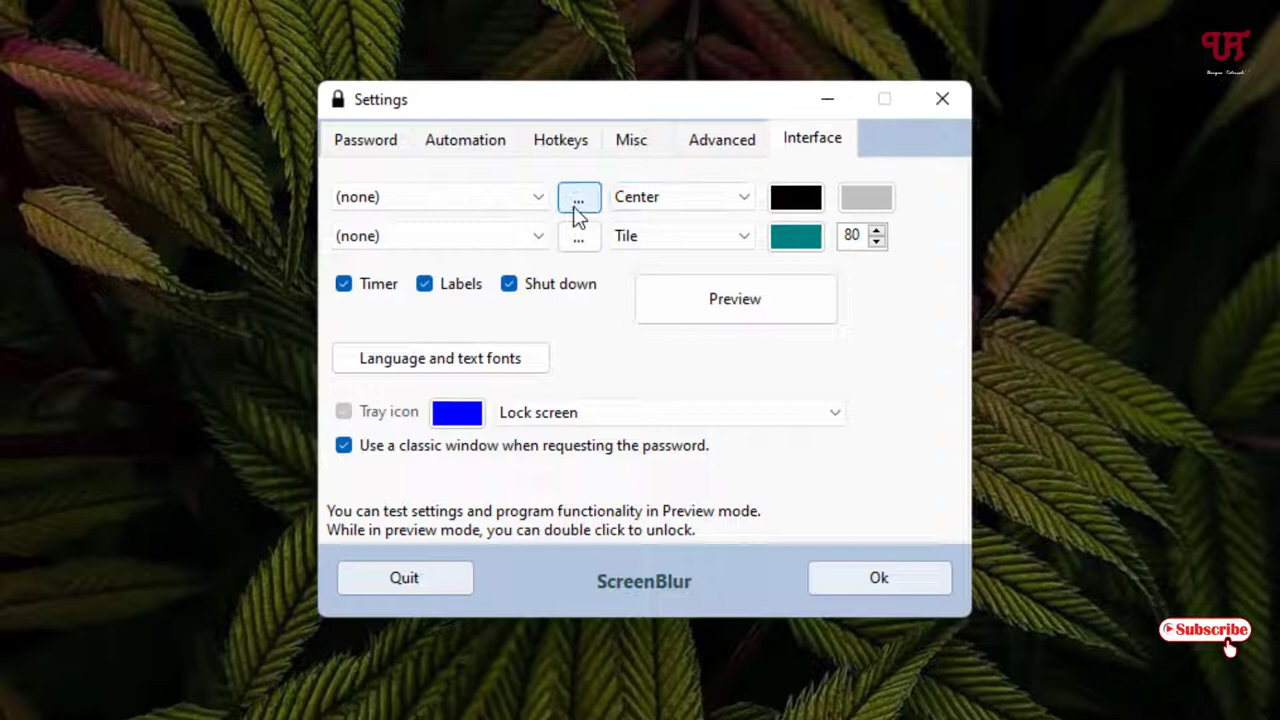 Settings
Password Automation Hotkeys Misc Advanced Interface
(none) ... Center
(none) ... Tile 80
Timer Labels Shut down
Preview
Language and text fonts
Tray icon Lock screen
Use a classic window when requesting the password.
You can test settings and program functionality in Preview mode.
While in preview mode, you can double click to unlock.
Quit ScreenBlur Ok
Subscribe